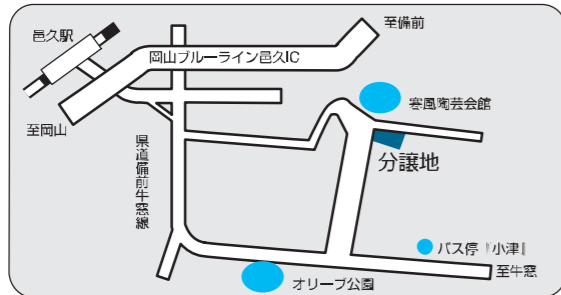 至備前
邑久駅
岡山ブルーライン邑久IC
寒風陶芸会館
至岡山
県道備前牛窓線
分譲地
バス停『小津』
至牛窓
オリーブ公園